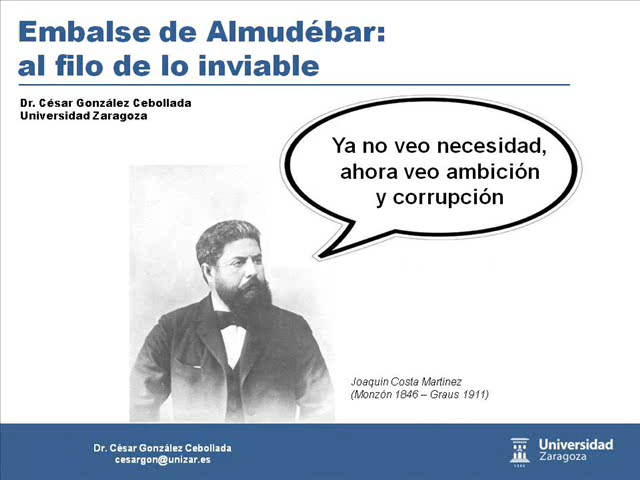 Embalse de Almudébar:
al filo de lo inviable
Dr. César González Cebollada
Universidad Zaragoza
Ya no veo necesidad,
ahora veo ambición
y corrupción
Joaquín Costa Martínez
(Monzón 1846 – Graus 1911)
Dr. César González Cebollada
cesargon@unizar.es
Universidad
Zaragoza
1542